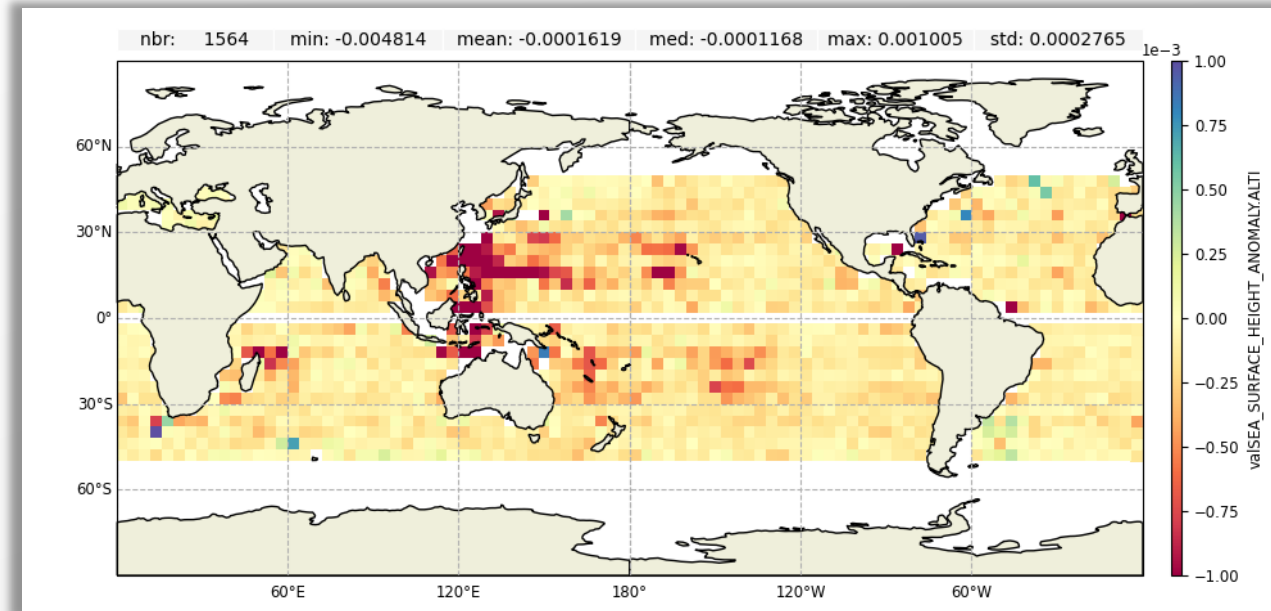 nbr: 1564 min: -0.004814 mean: -0.0001619 med: -0.0001168 max: 0.001005 std: 0.0002765
1e−3
1.00
0.75
0.50
0.25
0.00
−0.25
−0.50
−0.75
−1.00
valSEA_SURFACE_HEIGHT_ANOMALY.ALTI
60°N
30°N
0°
30°S
60°S
60°E 120°E 180° 120°W 60°W